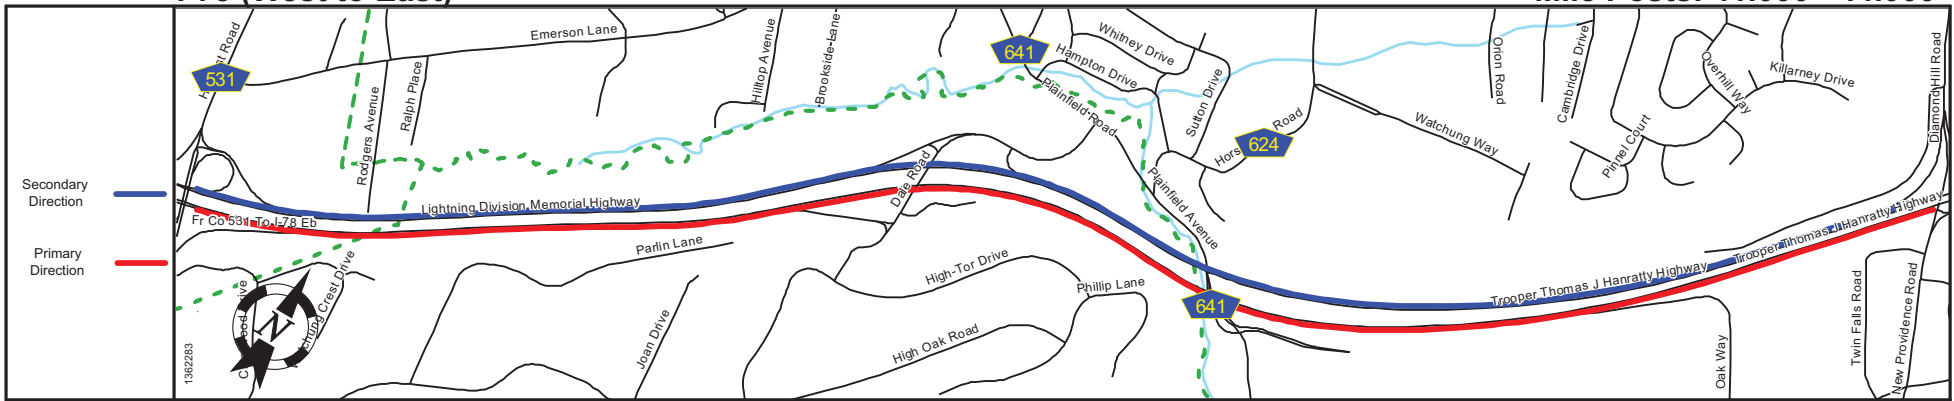 Secondary
Direction
Primary
Direction
531
Emerson Lane
Rodgers Avenue
Ralph Place
Hilltop Avenue
Brookside Lane
641
Whitney Drive
Hampton Drive
Plainfield Road
Sutton Drive
624
Road
Orion Road
Cambridge Drive
Overhill Way
Killarney Drive
Diamond Hill Road
Watchung Way
Pinnel Court
Dale Road
Plainfield Avenue
Lightning Division Memorial Highway
Fr Co 531 To I-78 Eb
Parlin Lane
High-Tor Drive
Phillip Lane
641
Trooper Thomas J Hanratty Highway
Trooper Thomas J Hanratty Highway
N
Crest Drive
1362283
Joan Drive
High Oak Road
Oak Way
Twin Falls Road
New Providence Road